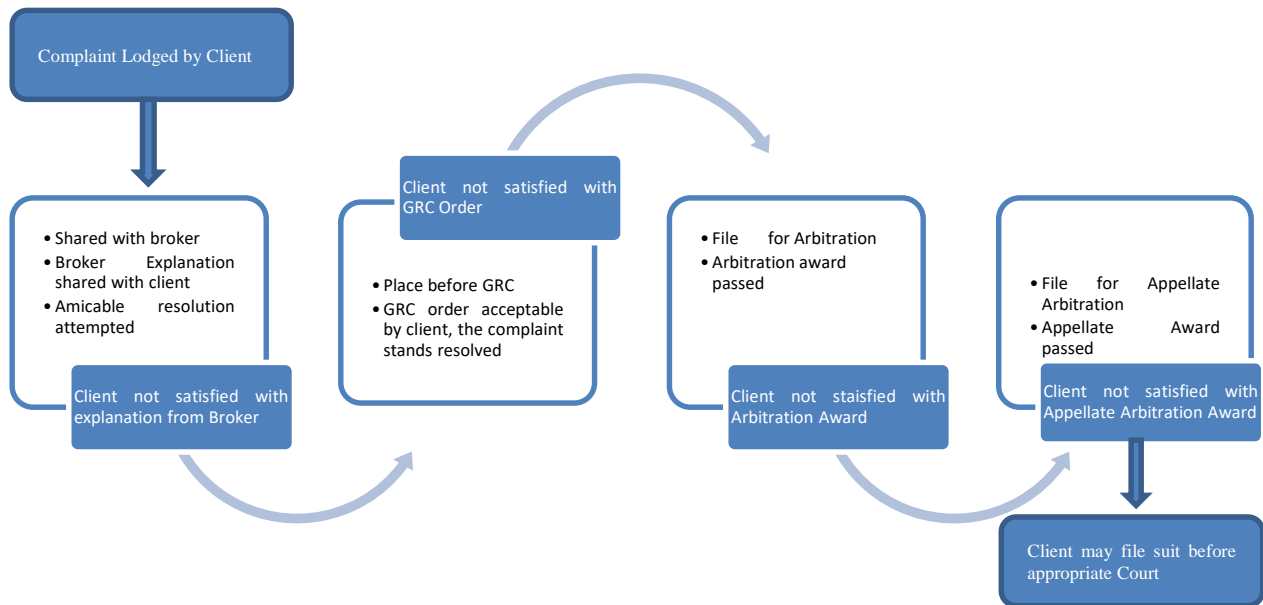 Complaint Lodged by Client
• Shared with broker
• Broker Explanation
shared with client
• Amicable resolution
attempted
Client not satisfied with
explanation from Broker
Client not satisfied with
GRC Order
• Place before GRC
• GRC order acceptable
by client, the complaint
stands resolved
• File for Arbitration
• Arbitration award
passed
Client not staisfied with
Arbitration Award
• File for Appellate
Arbitration
• Appellate Award
passed
Client not satisfied with
Appellate Arbitration Award
Client may file suit before
appropriate Court